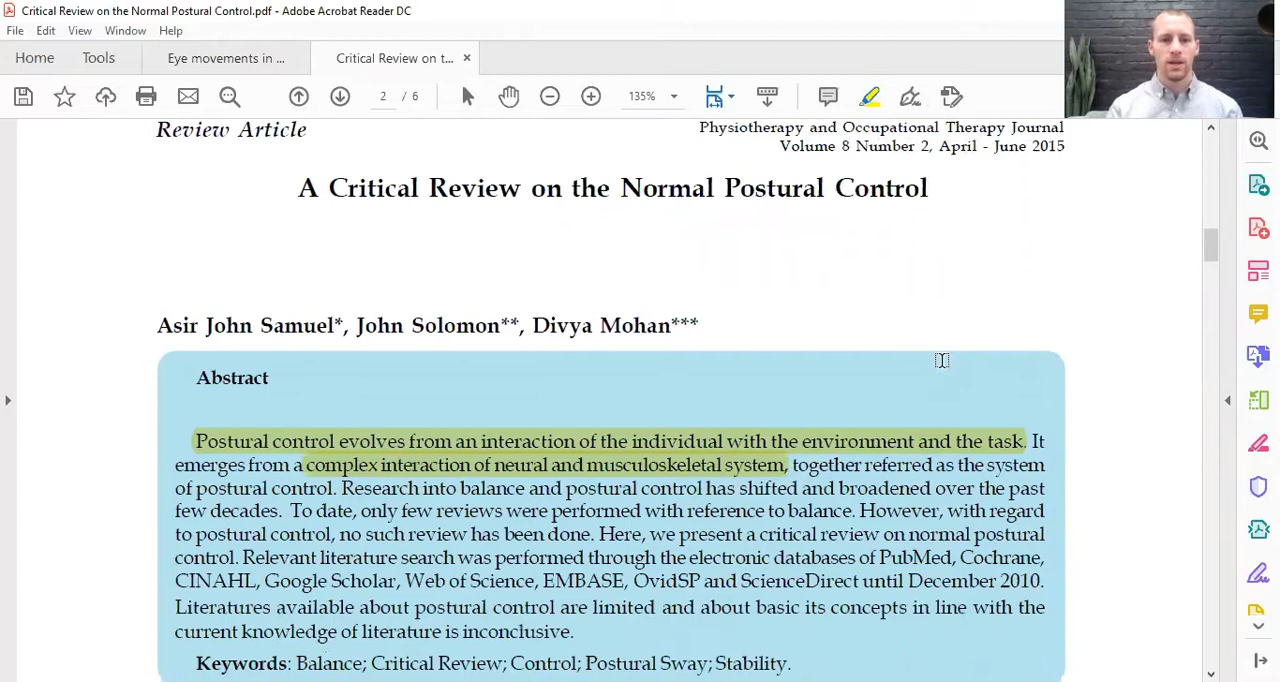 Critical Review on the Normal Postural Control.pdf - Adobe Acrobat Reader DC
File Edit View Window Help
Home Tools Eye movements in ... Critical Review on t... ×
2 / 6 135%
Review Article
Physiotherapy and Occupational Therapy Journal
Volume 8 Number 2, April - June 2015
A Critical Review on the Normal Postural Control
Asir John Samuel*, John Solomon**, Divya Mohan***
Abstract
Postural control evolves from an interaction of the individual with the environment and the task. It
emerges from a complex interaction of neural and musculoskeletal system, together referred as the system
of postural control. Research into balance and postural control has shifted and broadened over the past
few decades. To date, only few reviews were performed with reference to balance. However, with regard
to postural control, no such review has been done. Here, we present a critical review on normal postural
control. Relevant literature search was performed through the electronic databases of PubMed, Cochrane,
CINAHL, Google Scholar, Web of Science, EMBASE, OvidSP and ScienceDirect until December 2010.
Literatures available about postural control are limited and about basic its concepts in line with the
current knowledge of literature is inconclusive.
Keywords: Balance; Critical Review; Control; Postural Sway; Stability.